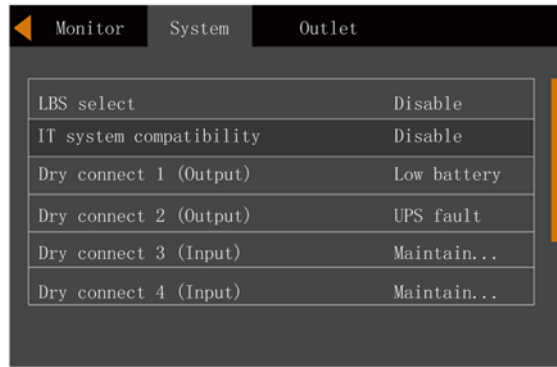 Monitor System Outlet
LBS select Disable
IT system compatibility Disable
Dry connect 1 (Output) Low battery
Dry connect 2 (Output) UPS fault
Dry connect 3 (Input) Maintain...
Dry connect 4 (Input) Maintain...